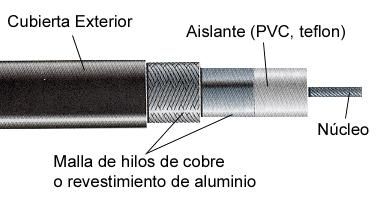 Cubierta Exterior
Aislante (PVC, teflon)
Núcleo
Malla de hilos de cobre
o revestimiento de aluminio